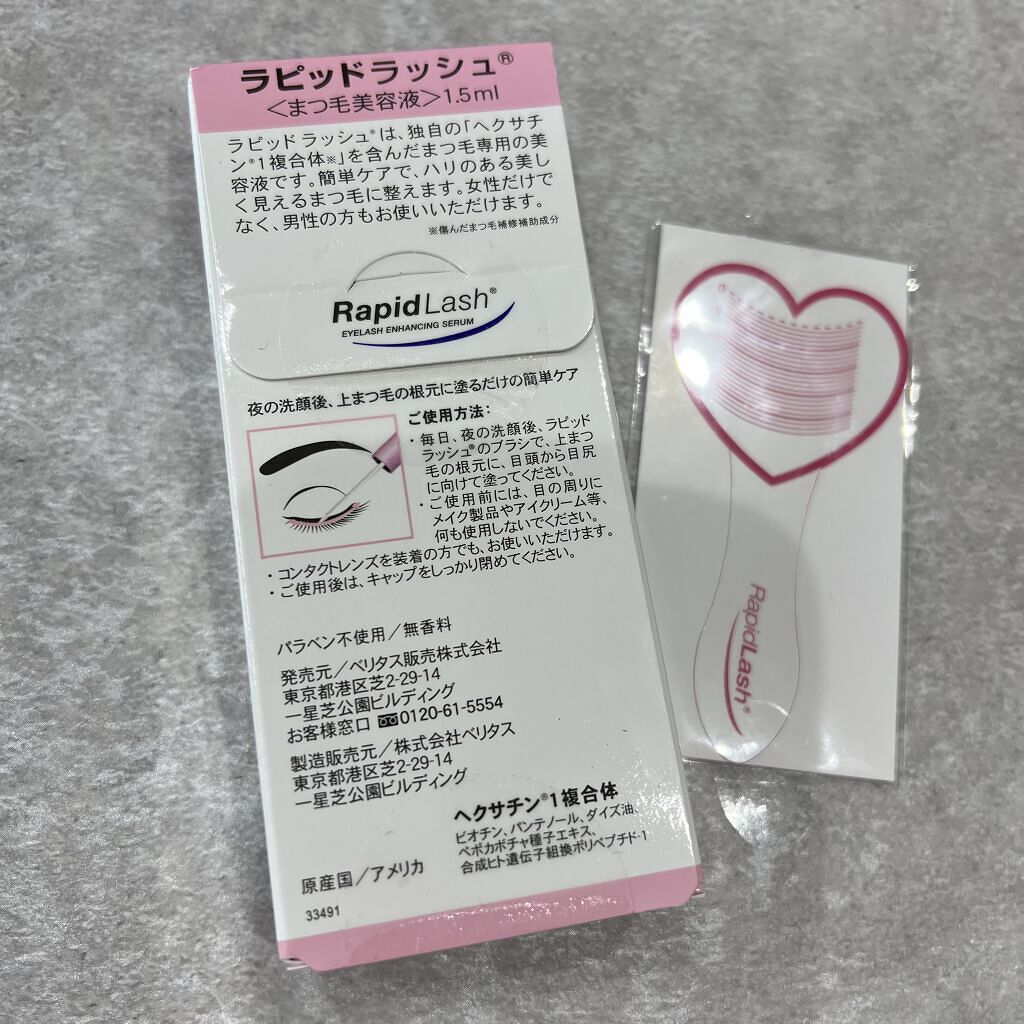 ラピッドラッシュ®
<まつ毛美容液>1.5ml
ラピッドラッシュ®は、独自の「ヘクサチ
ン®1複合体※」を含んだまつ毛専用の美
容液です。簡単ケアで、ハリのある美し
く見えるまつ毛に整えます。女性だけで
なく、男性の方もお使いいただけます。
※傷んだまつ毛補修補助成分
RapidLash®
EYELASH ENHANCING SERUM
夜の洗顔後、上まつ毛の根元に塗るだけの簡単ケア
ご使用方法:
・毎日、夜の洗顔後、ラピッド
ラッシュ®のブラシで、上まつ
毛の根元に、目頭から目尻
に向けて塗ってください。
・ご使用前には、目の周りに
メイク製品やアイクリーム等、
何も使用しないでください。
・コンタクトレンズを装着の方でも、お使いいただけます。
・ご使用後は、キャップをしっかり閉めてください。
パラベン不使用/無香料
発売元/ベリタス販売株式会社
東京都港区芝2-29-14
一星芝公園ビルディング
お客様窓口 0120-61-5554
製造販売元/株式会社ベリタス
東京都港区芝2-29-14
一星芝公園ビルディング
ヘクサチン®1複合体
ビオチン、パンテノール、ダイズ油、
ペポカボチャ種子エキス、
合成ヒト遺伝子組換ポリペプチド-1
原産国/アメリカ
33491
RapidLash®